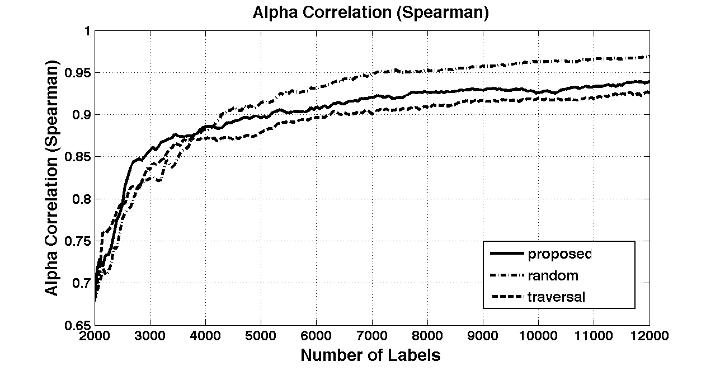 Alpha Correlation (Spearman)
Alpha Correlation (Spearman)
1
0.95
0.9
0.85
0.8
0.75
0.7
0.65
2000 3000 4000 5000 6000 7000 8000 9000 10000 11000 12000
Number of Labels
proposed
random
traversal